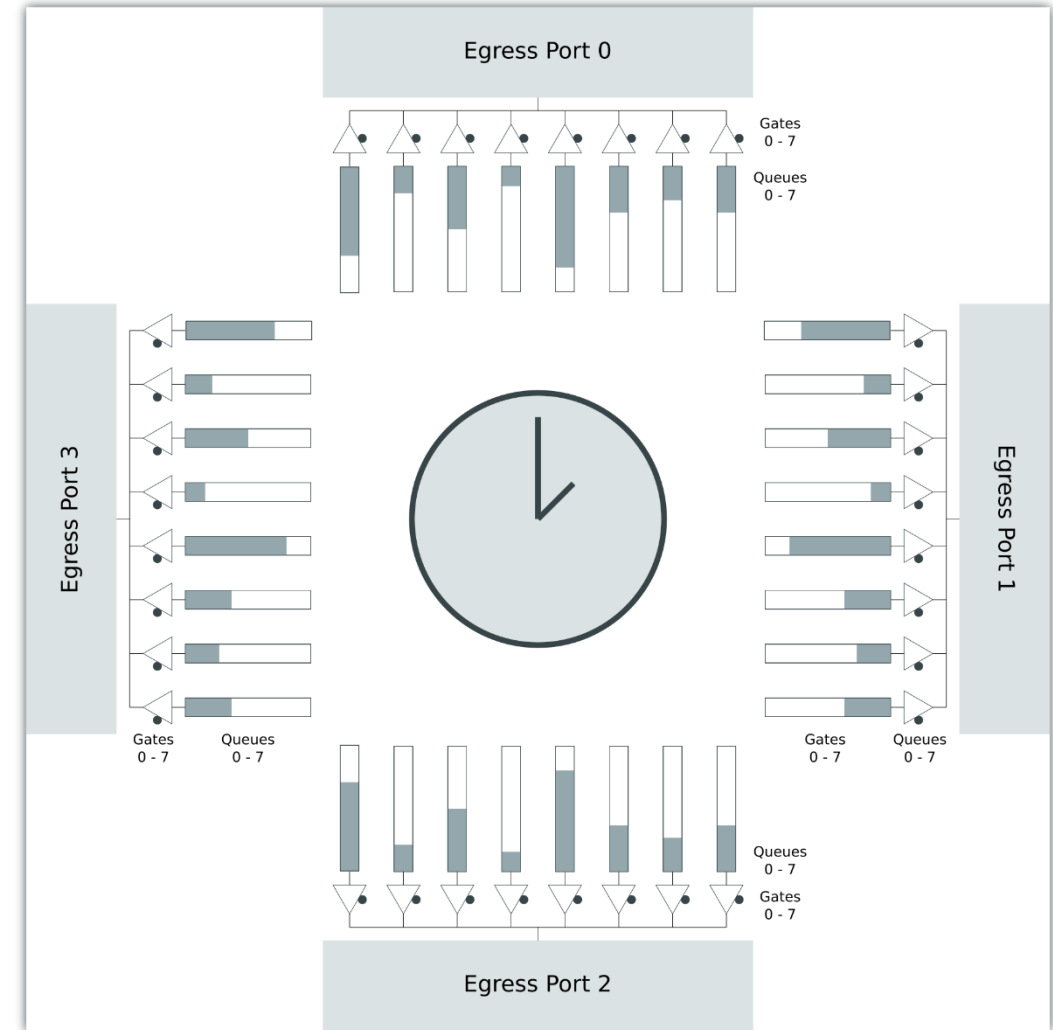 Egress Port 0
Gates
0 - 7
Queues
0 - 7
Egress Port 3
Egress Port 1
Gates
0 - 7
Queues
0 - 7
Gates
0 - 7
Queues
0 - 7
Queues
0 - 7
Gates
0 - 7
Egress Port 2